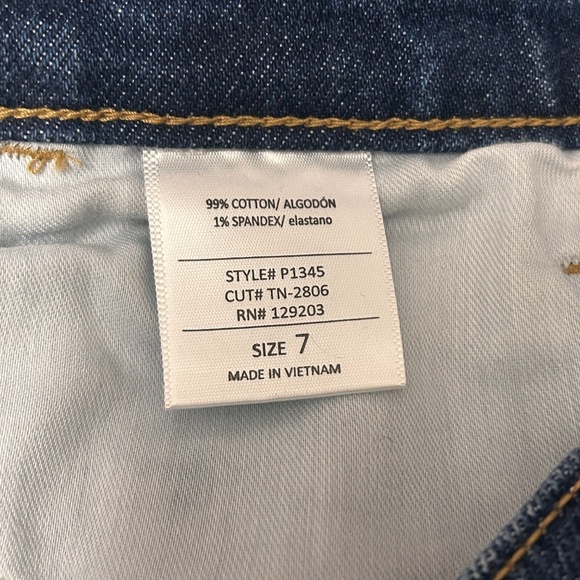 99% COTTON/ ALGODÓN
1% SPANDEX/ elastano
STYLE# P1345
CUT# TN-2806
RN# 129203
SIZE 7
MADE IN VIETNAM